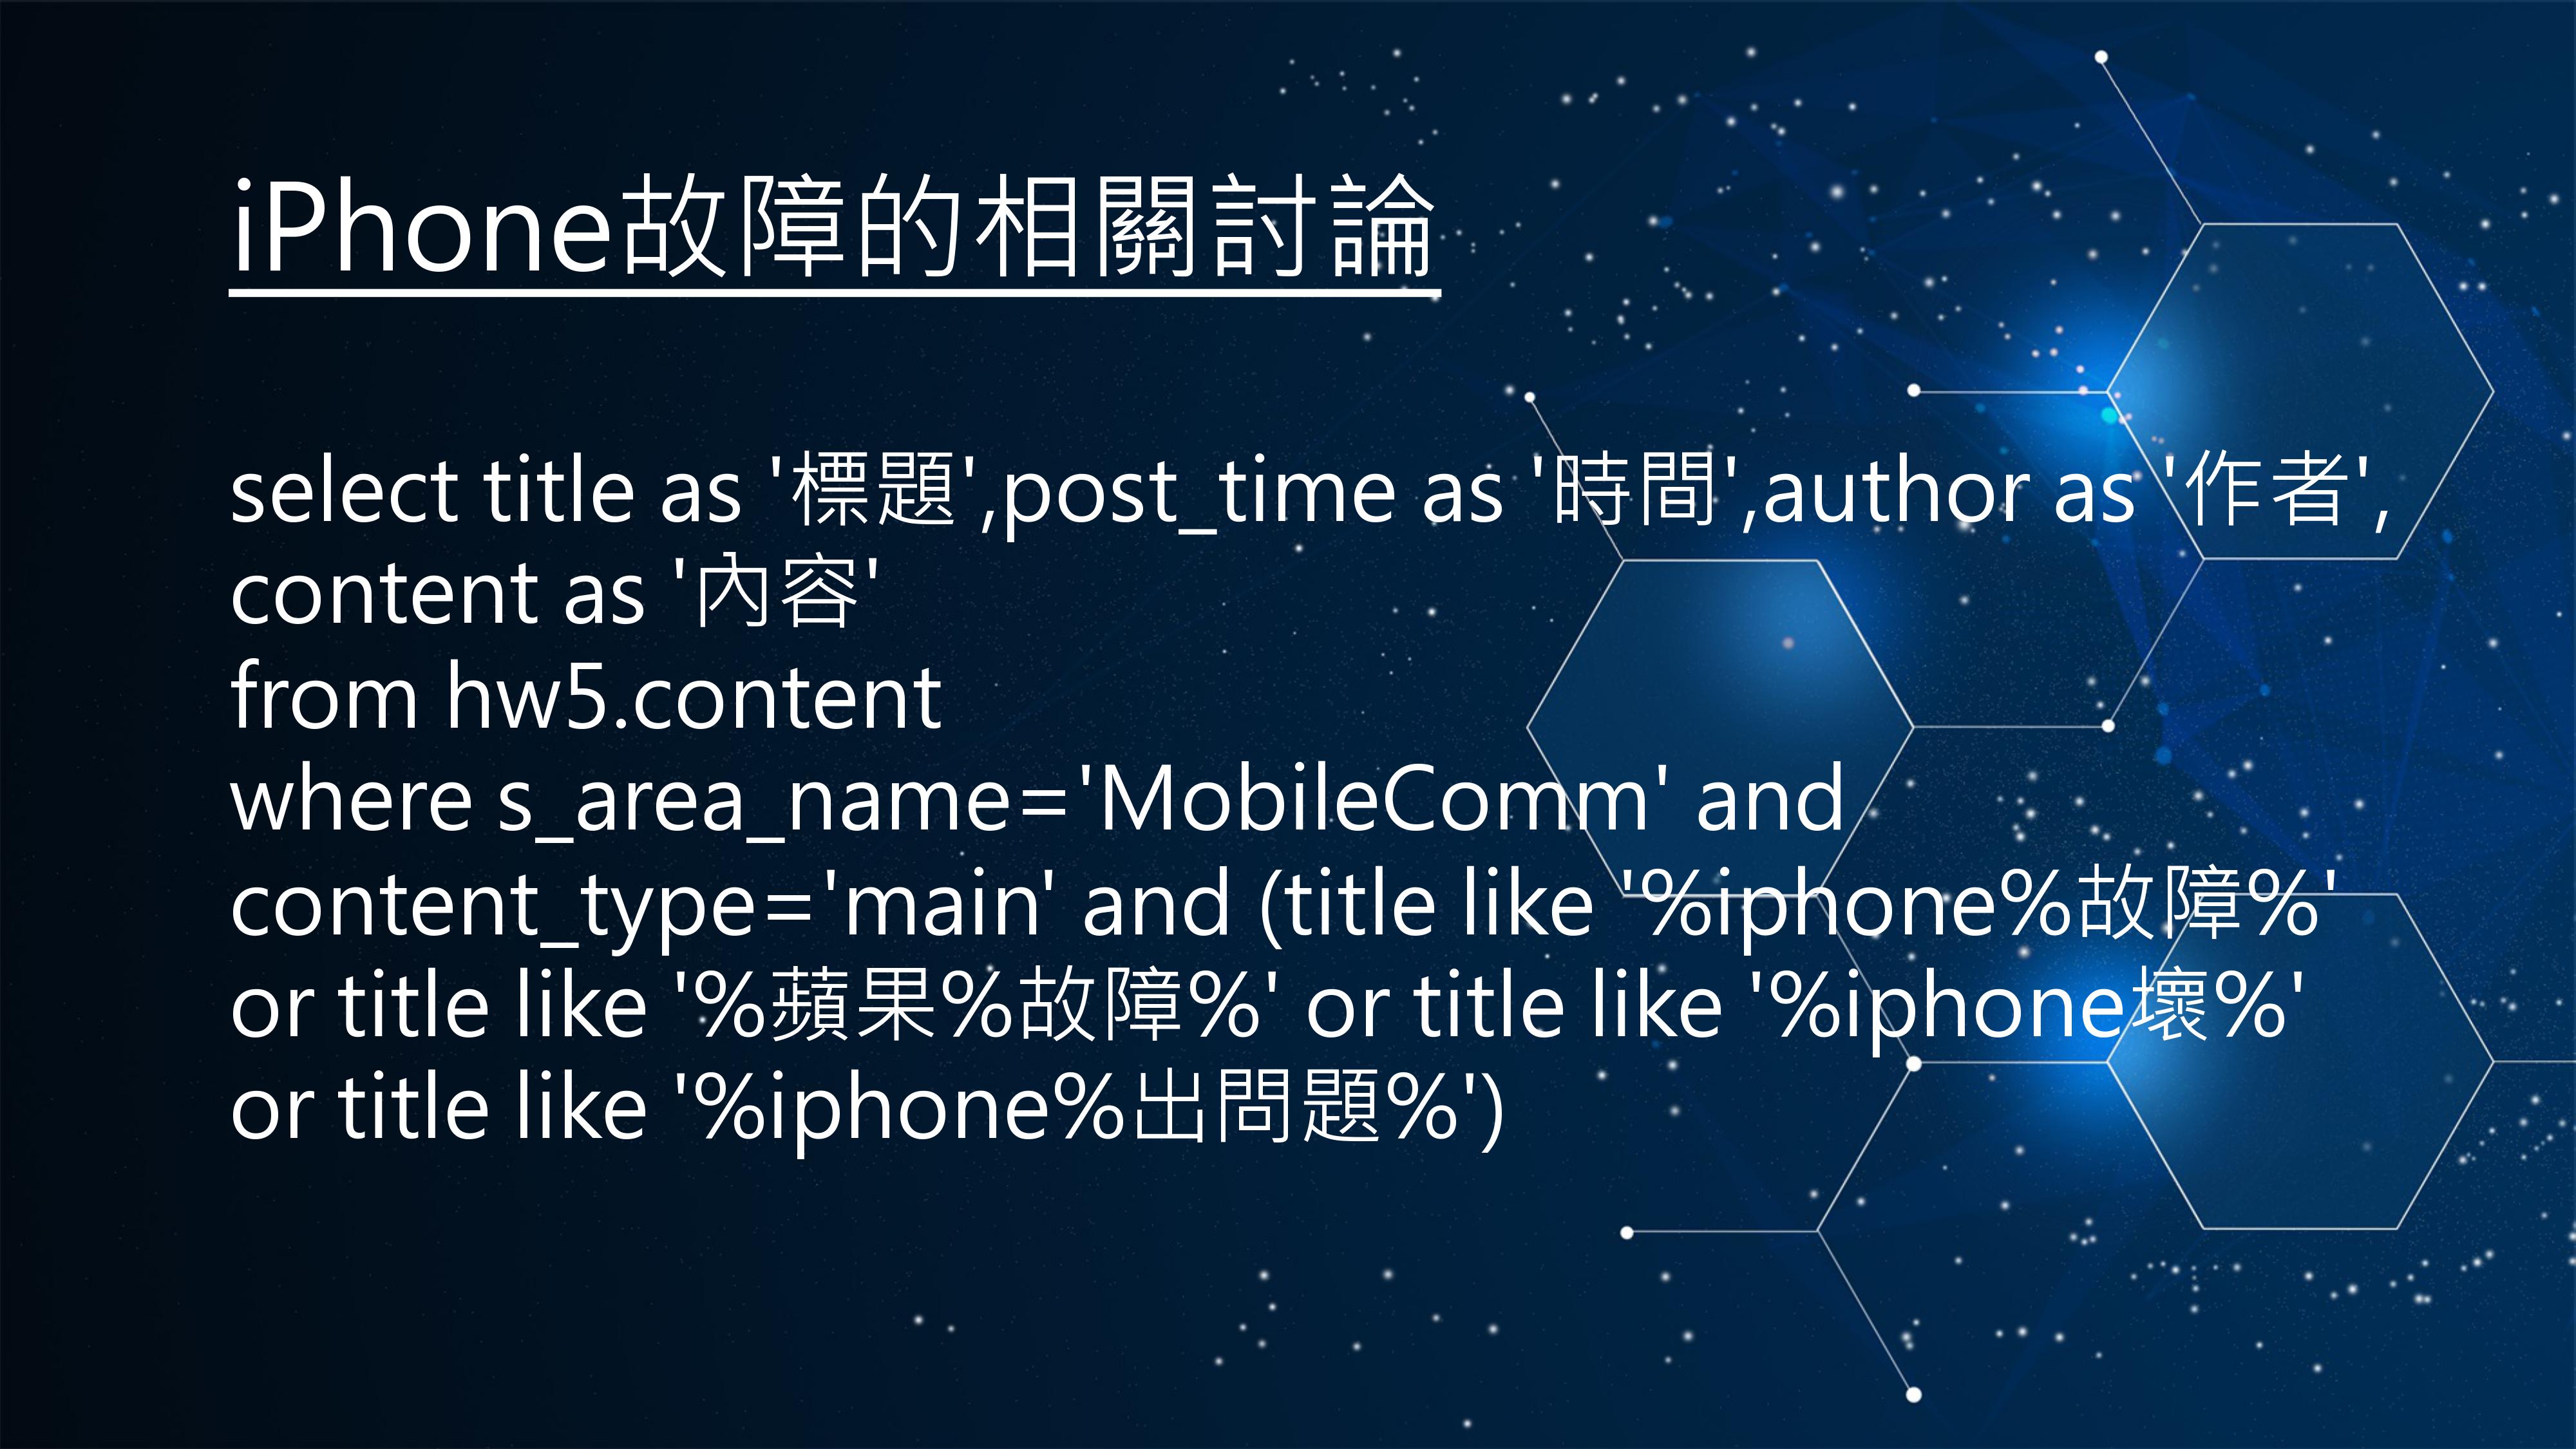 iPhone故障的相關討論
select title as '標題',post_time as '時間',author as '作者',
content as '內容'
from hw5.content
where s_area_name='MobileComm' and
content_type='main' and (title like '%iphone%故障%'
or title like '%蘋果%故障%' or title like '%iphone壞%'
or title like '%iphone%出問題%')